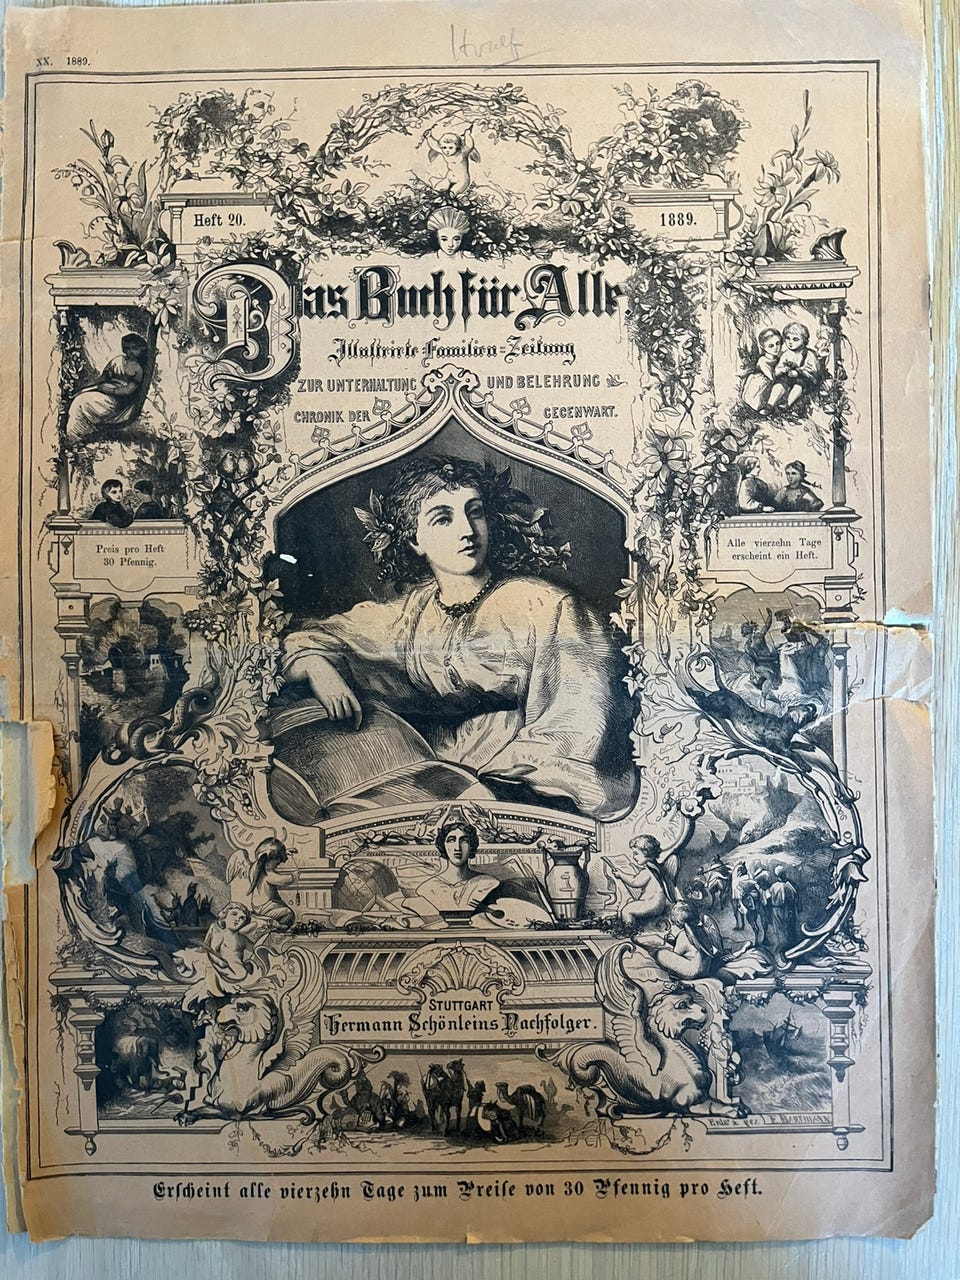 XX. 1889.
Heft 20.
1889.
Das Buch für Alle.
Illustrirte Familien-Zeitung
ZUR UNTERHALTUNG UND BELEHRUNG
CHRONIK DER GEGENWART.
Preis pro Heft
30 Pfennig.
Alle vierzehn Tage
erscheint ein Heft.
STUTTGART
Hermann Schönleins Nachfolger.
Erscheint alle vierzehn Tage zum Preise von 30 Pfennig pro Heft.